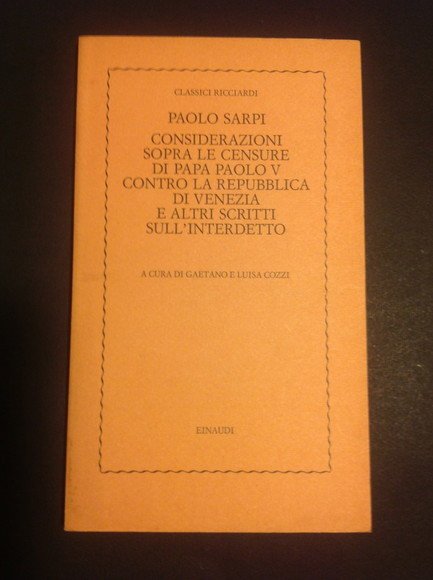 CLASSICI RICCIARDI
PAOLO SARPI
CONSIDERAZIONI
SOPRA LE CENSURE
DI PAPA PAOLO V
CONTRO LA REPUBBLICA
DI VENEZIA
E ALTRI SCRITTI
SULL'INTERDETTO
A CURA DI GAETANO E LUISA COZZI
EINAUDI